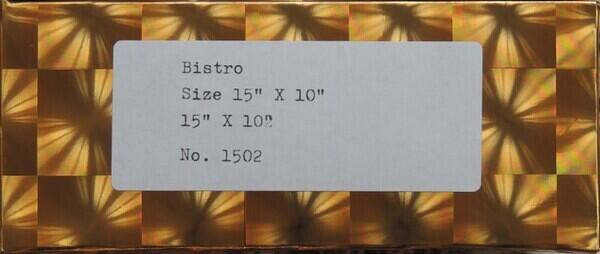 Bistro
Size 15" X 10"
15" X 10"
No. 1502